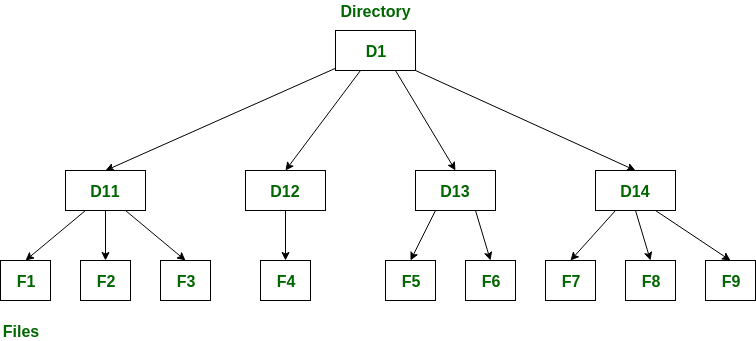 Directory
D1
D11 D12 D13 D14
F1 F2 F3 F4 F5 F6 F7 F8 F9
Files